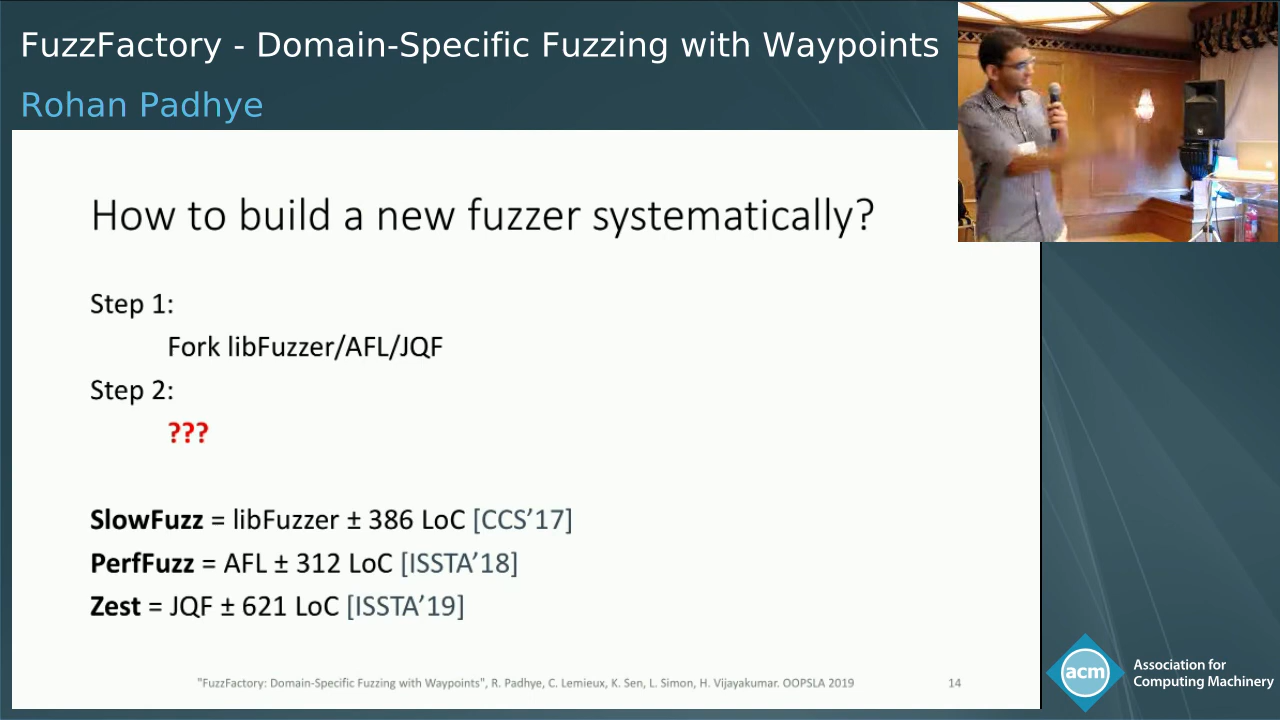 FuzzFactory - Domain-Specific Fuzzing with Waypoints
Rohan Padhye
How to build a new fuzzer systematically?
Step 1:
Fork libFuzzer/AFL/JQF
Step 2:
???
SlowFuzz = libFuzzer ± 386 LoC [CCS’17]
PerfFuzz = AFL ± 312 LoC [ISSTA’18]
Zest = JQF ± 621 LoC [ISSTA’19]
"FuzzFactory: Domain-Specific Fuzzing with Waypoints", R. Padhye, C. Lemieux, K. Sen, L. Simon, H. Vijayakumar. OOPSLA 2019
14
acm
Association for
Computing Machinery